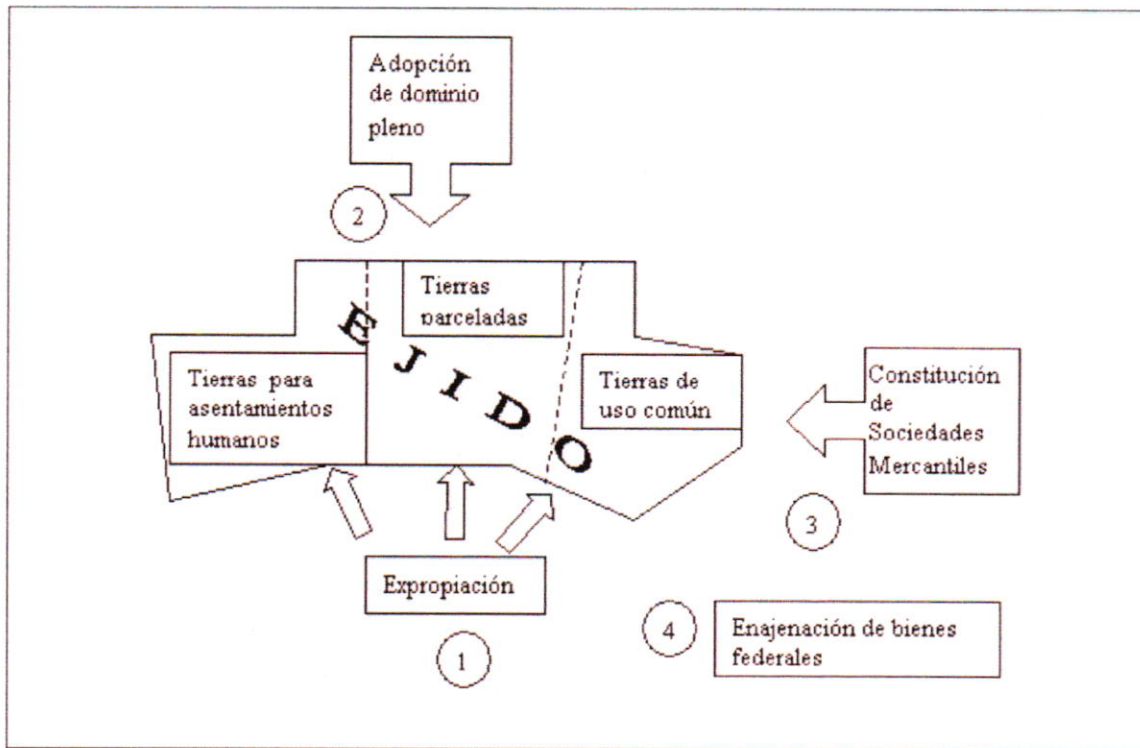 Adopción
de dominio
pleno
2
Tierras
parceladas
EJIDO
Tierras para
asentamientos
humanos
Tierras de
uso común
Constitución
de
Sociedades
Mercantiles
3
Expropiación
1
4
Enajenación de bienes
federales